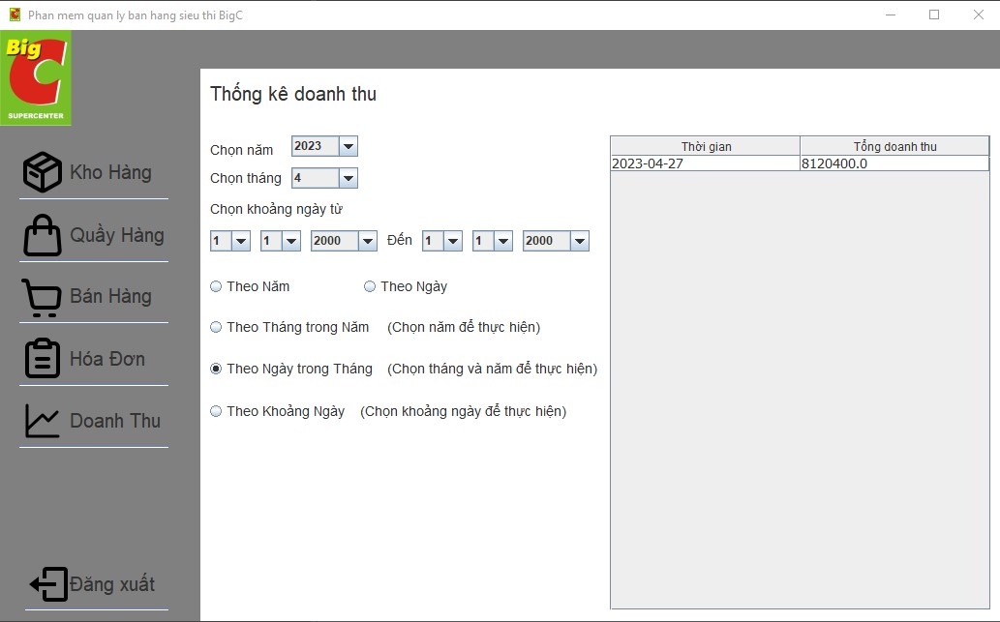 Phan mem quan ly ban hang sieu thi BigC
Big
C
SUPERCENTER
Kho Hàng
Quầy Hàng
Bán Hàng
Hóa Đơn
Doanh Thu
Đăng xuất
Thống kê doanh thu
Chọn năm 2023
Chọn tháng 4
Chọn khoảng ngày từ
1 1 2000 Đến 1 1 2000
Theo Năm Theo Ngày
Theo Tháng trong Năm (Chọn năm để thực hiện)
Theo Ngày trong Tháng (Chọn tháng và năm để thực hiện)
Theo Khoảng Ngày (Chọn khoảng ngày để thực hiện)
Thời gian Tổng doanh thu
2023-04-27 8120400.0